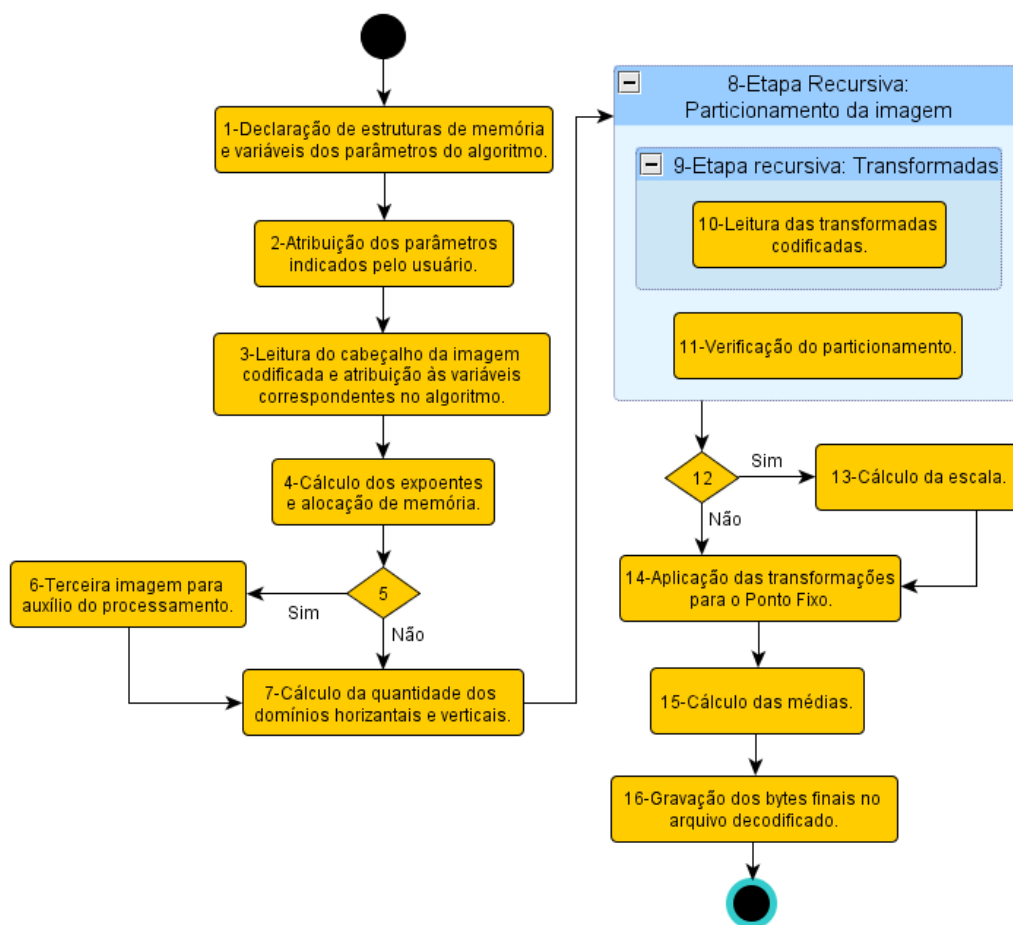 1-Declaração de estruturas de memória
e variáveis dos parâmetros do algoritmo.
2-Atribuição dos parâmetros
indicados pelo usuário.
3-Leitura do cabeçalho da imagem
codificada e atribuição às variáveis
correspondentes no algoritmo.
4-Cálculo dos expoentes
e alocação de memória.
5
Sim
Não
6-Terceira imagem para
auxílio do processamento.
7-Cálculo da quantidade dos
domínios horizantais e verticais.
8-Etapa Recursiva:
Particionamento da imagem
9-Etapa recursiva: Transformadas
10-Leitura das transformadas
codificadas.
11-Verificação do particionamento.
12
Sim
Não
13-Cálculo da escala.
14-Aplicação das transformações
para o Ponto Fixo.
15-Cálculo das médias.
16-Gravação dos bytes finais no
arquivo decodificado.